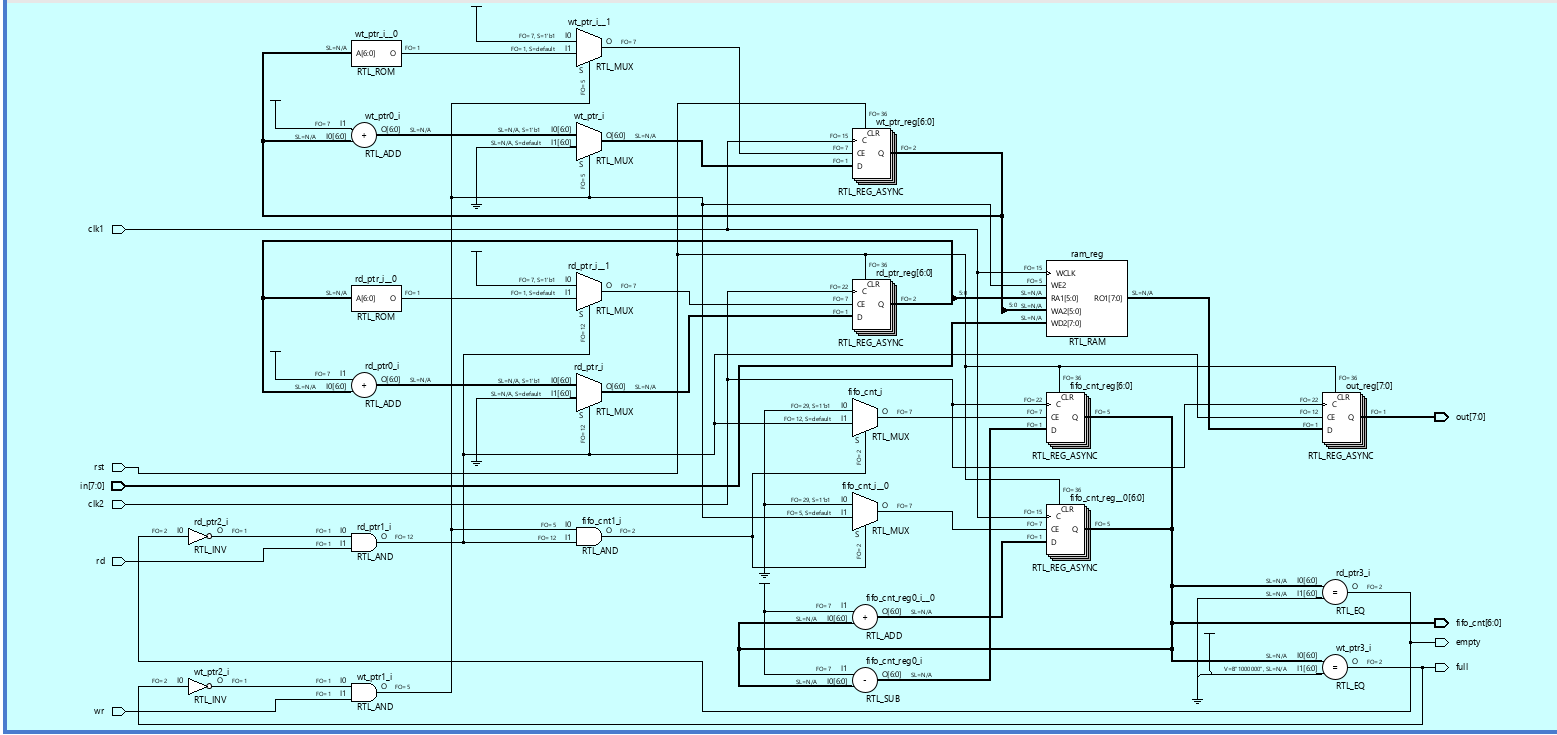 wt_ptr_i__0
SL=N/A A[6:0] O FO=1
RTL_ROM
wt_ptr_i__1
FO=7, S=1'b1 I0
FO=1, S=default I1
O FO=7
S
FO=5
RTL_MUX
wt_ptr0_i
FO=7 I1
SL=N/A I0[6:0]
+
O[6:0] SL=N/A
RTL_ADD
wt_ptr_i
SL=N/A, S=1'b1 I0[6:0]
SL=N/A, S=default I1[6:0]
O[6:0] SL=N/A
S
FO=5
RTL_MUX
FO=36
wt_ptr_reg[6:0]
CLR
FO=15 C
FO=7 CE Q FO=2
FO=1 D
RTL_REG_ASYNC
clk1
rd_ptr_i__0
SL=N/A A[6:0] O FO=1
RTL_ROM
rd_ptr_i__1
FO=7, S=1'b1 I0
FO=1, S=default I1
O FO=7
S
FO=12
RTL_MUX
FO=36
rd_ptr_reg[6:0]
CLR
FO=22 C
FO=7 CE Q FO=2
FO=1 D
RTL_REG_ASYNC
ram_reg
FO=15 WCLK
FO=5 WE2
5:0 SL=N/A RA1[5:0] RO1[7:0] SL=N/A
5:0 SL=N/A WA2[5:0]
SL=N/A WD2[7:0]
RTL_RAM
rd_ptr0_i
FO=7 I1
SL=N/A I0[6:0]
+
O[6:0] SL=N/A
RTL_ADD
rd_ptr_i
SL=N/A, S=1'b1 I0[6:0]
SL=N/A, S=default I1[6:0]
O[6:0] SL=N/A
S
FO=12
RTL_MUX
fifo_cnt_i
FO=29, S=1'b1 I0
FO=12, S=default I1
O FO=7
S
FO=2
RTL_MUX
FO=36
fifo_cnt_reg[6:0]
CLR
FO=22 C
FO=7 CE Q FO=5
FO=1 D
RTL_REG_ASYNC
FO=36
out_reg[7:0]
CLR
FO=22 C
FO=12 CE Q FO=1
FO=1 D
RTL_REG_ASYNC
out[7:0]
rst
in[7:0]
clk2
fifo_cnt_i__0
FO=29, S=1'b1 I0
FO=5, S=default I1
O FO=7
S
FO=2
RTL_MUX
FO=36
fifo_cnt_reg__0[6:0]
CLR
FO=15 C
FO=7 CE Q FO=5
FO=1 D
RTL_REG_ASYNC
rd_ptr2_i
FO=2 I0 O FO=1
RTL_INV
rd_ptr1_i
FO=1 I0
FO=1 I1
O FO=12
RTL_AND
fifo_cnt1_i
FO=5 I0
FO=12 I1
O FO=2
RTL_AND
rd
rd_ptr3_i
SL=N/A I0[6:0]
SL=N/A I1[6:0]
=
O FO=2
RTL_EQ
fifo_cnt_reg0_i__0
FO=7 I1
SL=N/A I0[6:0]
+
O[6:0] SL=N/A
RTL_ADD
fifo_cnt[6:0]
empty
wt_ptr3_i
SL=N/A I0[6:0]
V=B"1000000", SL=N/A I1[6:0]
=
O FO=2
RTL_EQ
full
fifo_cnt_reg0_i
FO=7 I1
SL=N/A I0[6:0]
-
O[6:0] SL=N/A
RTL_SUB
wt_ptr2_i
FO=2 I0 O FO=1
RTL_INV
wt_ptr1_i
FO=1 I0
FO=1 I1
O FO=5
RTL_AND
wr